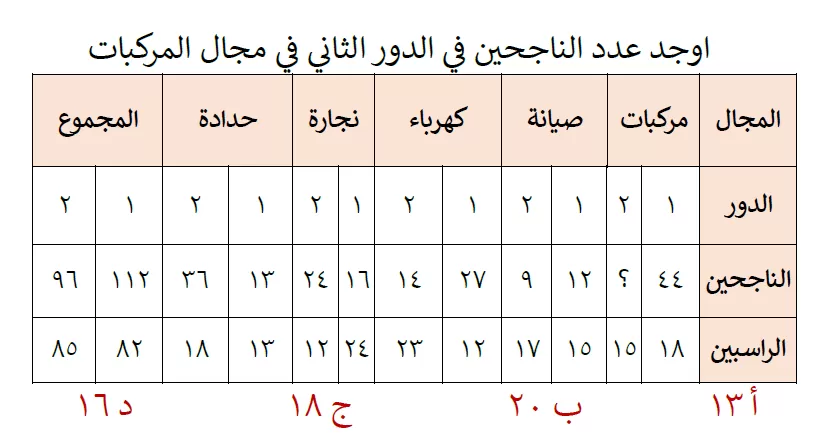 اوجد عدد الناجحين في الدور الثاني في مجال المركبات
المجال مركبات صيانة كهرباء نجارة حدادة المجموع
الدور ١ ٢ ١ ٢ ١ ٢ ١ ٢ ١ ٢ ١ ٢
الناجحين ٤٤ ؟ ١٢ ٩ ٢٧ ١٤ ١٦ ٢٤ ١٣ ٣٦ ١١٢ ٩٦
الراسبين ١٨ ١٥ ١٥ ١٧ ١٢ ٢٣ ٢٤ ١٢ ١٣ ١٨ ٨٢ ٨٥
أ ١٣ ب ٢٠ ج ١٨ د ١٦